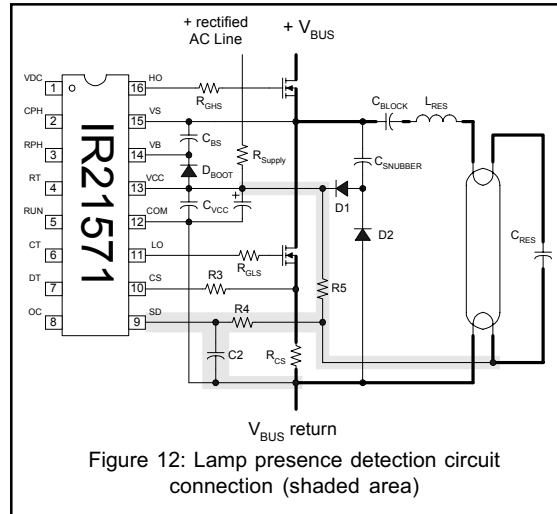 + rectified
AC Line
+ VBUS
VDC
1
16
HO
RGHS
CPH
2
15
VS
CBLOCK
LRES
RPH
3
14
VB
CBS
RSupply
CSNUBBER
DBOOT
RT
4
13
VCC
IR21571
RUN
5
12
COM
CVCC
+
D1
D2
CRES
CT
6
11
LO
RGLS
DT
7
10
CS
R3
R5
OC
8
9
SD
R4
C2
RCS
VBUS return
Figure 12: Lamp presence detection circuit
connection (shaded area)